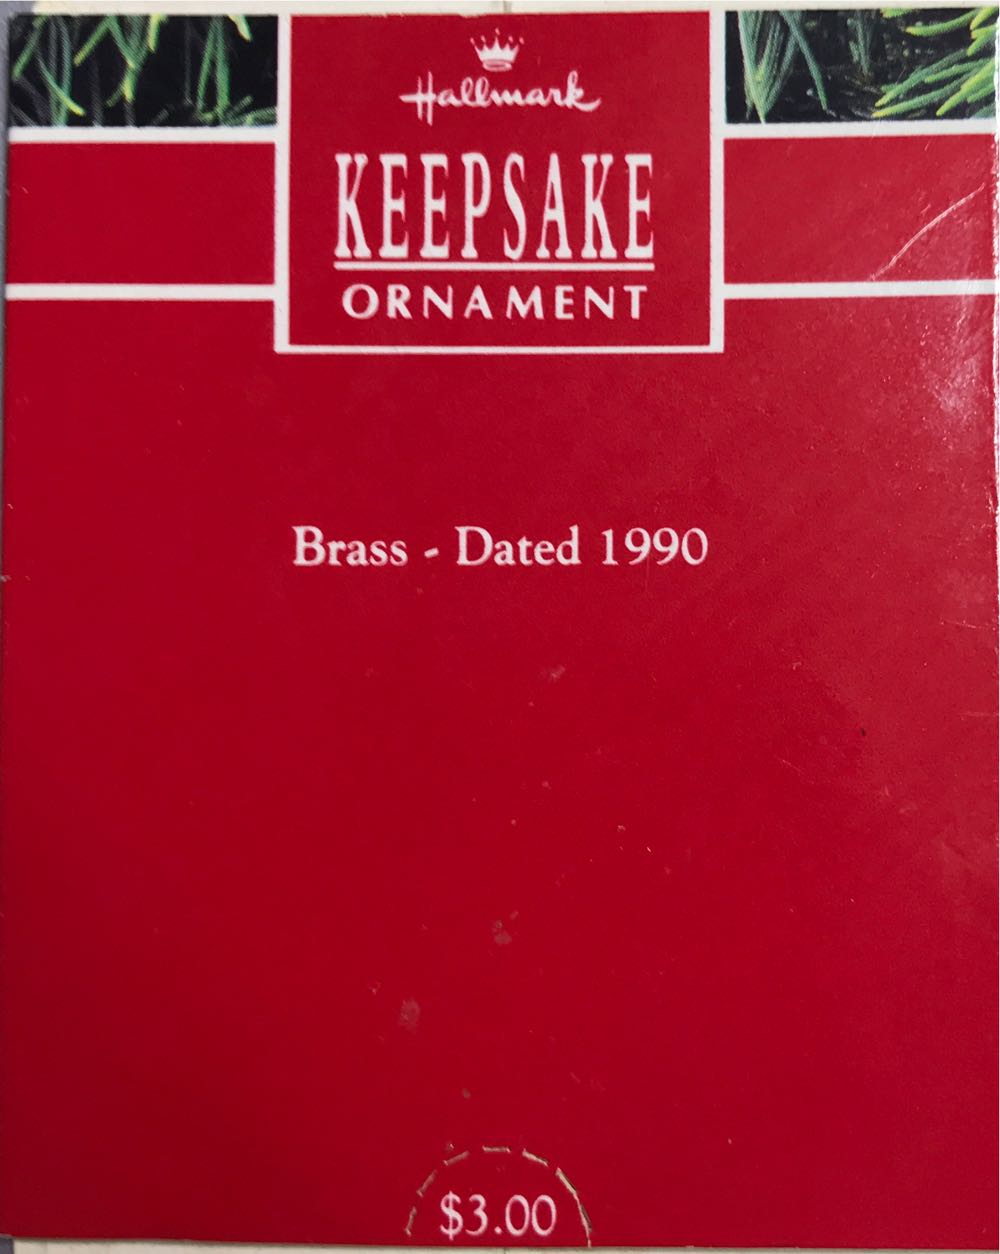 Hallmark
KEEPSAKE
ORNAMENT
Brass - Dated 1990
$3.00